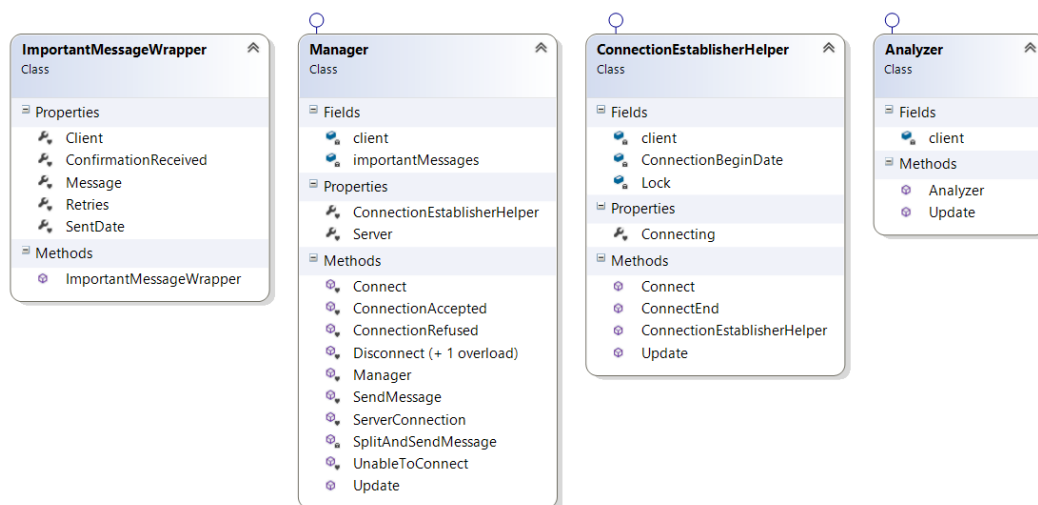 ImportantMessageWrapper
Class
Properties
Client
ConfirmationReceived
Message
Retries
SentDate
Methods
ImportantMessageWrapper
Manager
Class
Fields
client
importantMessages
Properties
ConnectionEstablisherHelper
Server
Methods
Connect
ConnectionAccepted
ConnectionRefused
Disconnect (+ 1 overload)
Manager
SendMessage
ServerConnection
SplitAndSendMessage
UnableToConnect
Update
ConnectionEstablisherHelper
Class
Fields
client
ConnectionBeginDate
Lock
Properties
Connecting
Methods
Connect
ConnectEnd
ConnectionEstablisherHelper
Update
Analyzer
Class
Fields
client
Methods
Analyzer
Update